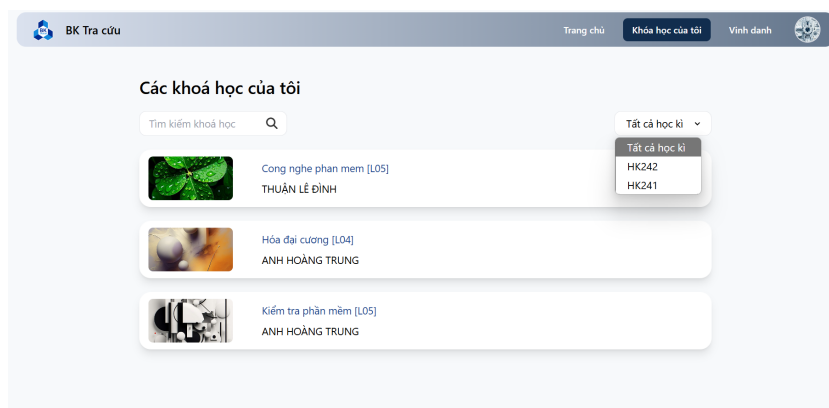 BK
BK Tra cứu
Trang chủ
Khóa học của tôi
Vinh danh
Các khoá học của tôi
Tìm kiếm khoá học
Tất cả học kì
Tất cả học kì
HK242
HK241
Cong nghe phan mem [L05]
THUẬN LÊ ĐÌNH
Hóa đại cương [L04]
ANH HOÀNG TRUNG
Kiểm tra phần mềm [L05]
ANH HOÀNG TRUNG